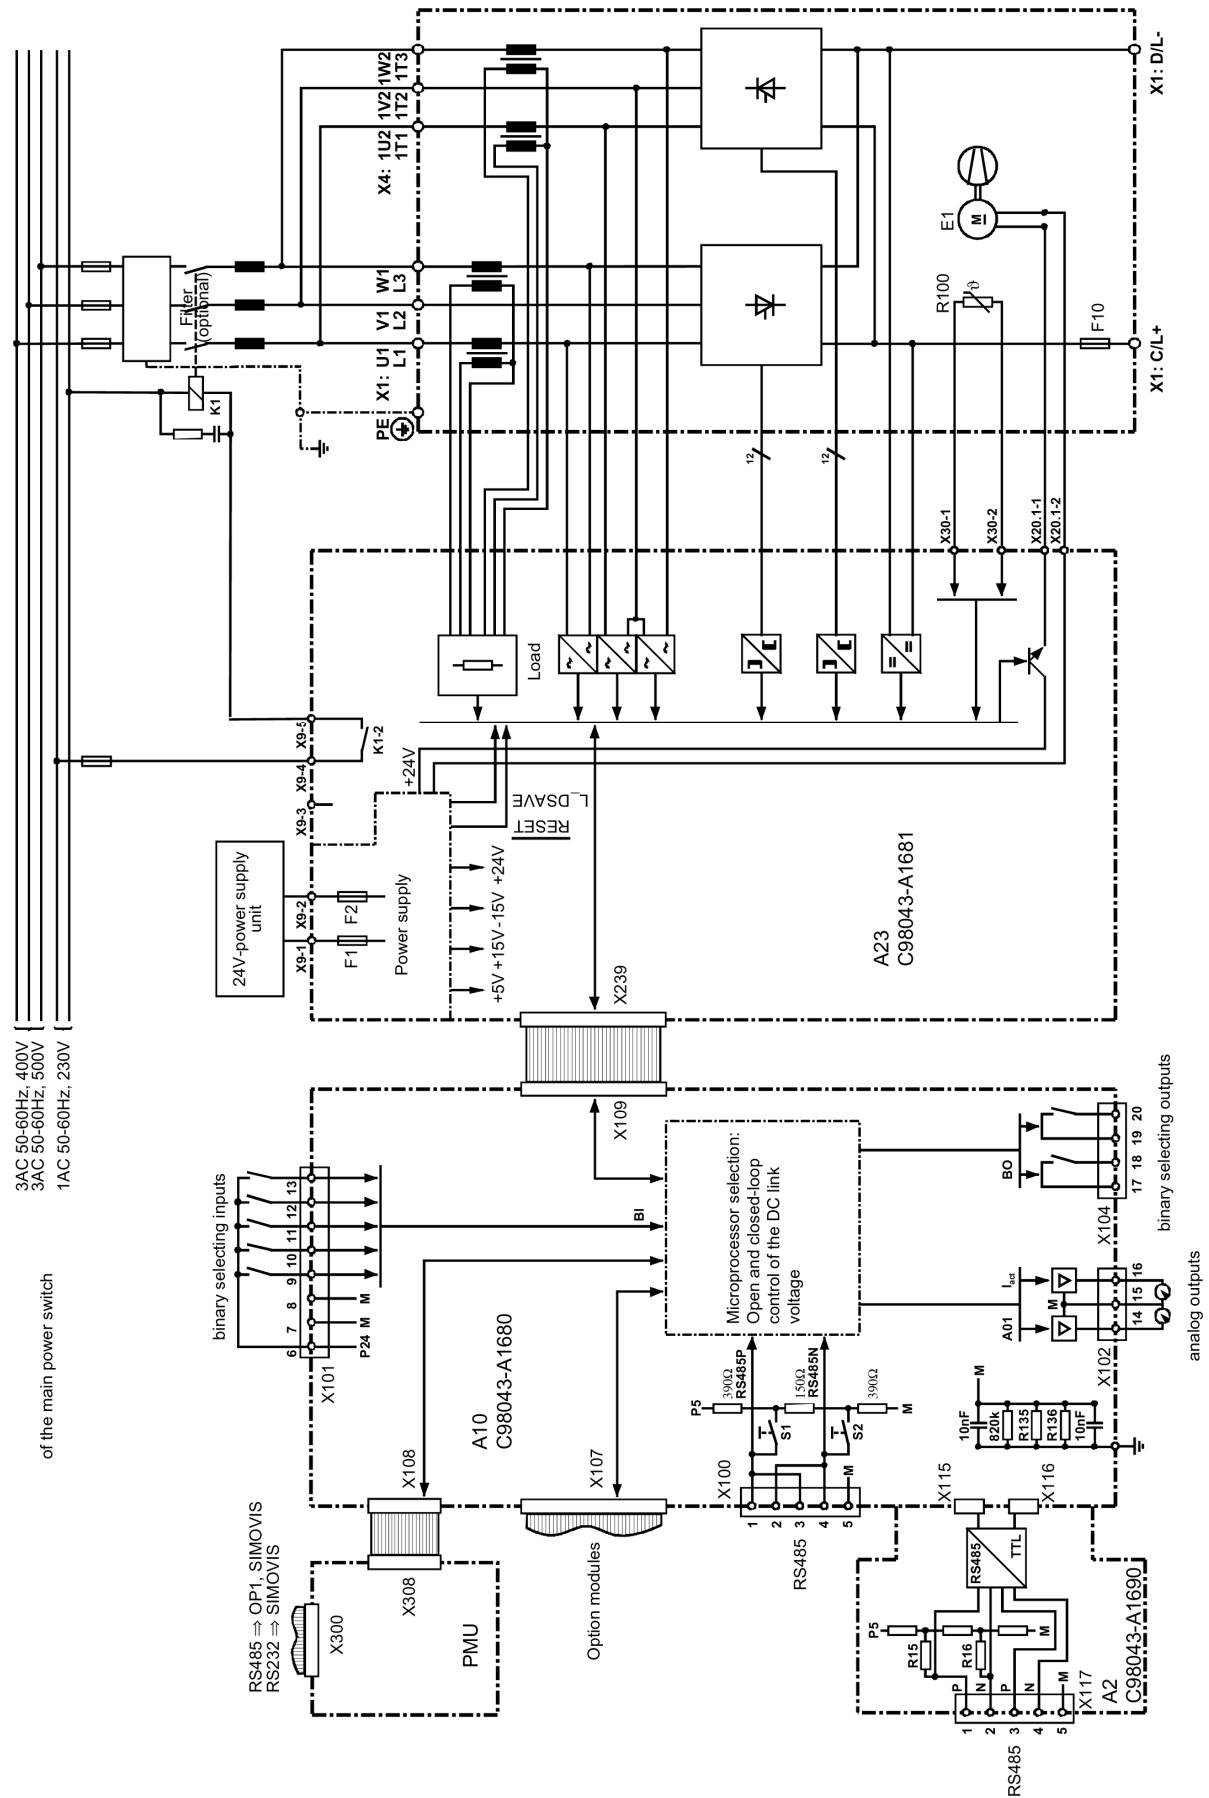 3AC 50-60Hz, 400V {
3AC 50-60Hz, 500V {
1AC 50-60Hz, 230V {
of the main power switch
Filter
(optional)
K1
PE
X1: U1 V1 W1
L1 L2 L3
X4: 1U2 1V2 1W2
1T1 1T2 1T3
X1: C/L+
X1: D/L-
F10
R100
ϑ
E1
M
12
12
X30-1
X30-2
X20.1-1
X20.1-2
Load
K1-2
X9-5
X9-4
X9-3
X9-2
X9-1
24V-power supply
unit
F1
F2
Power supply
+24V
L_DSAVE
RESET
+5V +15V -15V +24V
A23
C98043-A1681
X239
X109
binary selecting inputs
6 7 8 9 10 11 12 13
P24 M M
X101
BI
A10
C98043-A1680
Microprocessor selection:
Open and closed-loop
control of the DC link
voltage
BO
17 18 19 20
X104
binary selecting outputs
A01 M Iact
14 15 16
X102
analog outputs
X108
X107
X308
X300
PMU
RS485 ⇒ OP1, SIMOVIS
RS232 ⇒ SIMOVIS
Option modules
X100
1
2
3
4
5
M
RS485
P5
390Ω
RS485P
150Ω
RS485N
390Ω
M
S1
S2
10nF
820k
R135
R136
10nF
M
X115
X116
RS485
TTL
P5
R15
R16
M
P
N
P
N
M
1
2
3
4
5
X117
RS485
A2
C98043-A1690